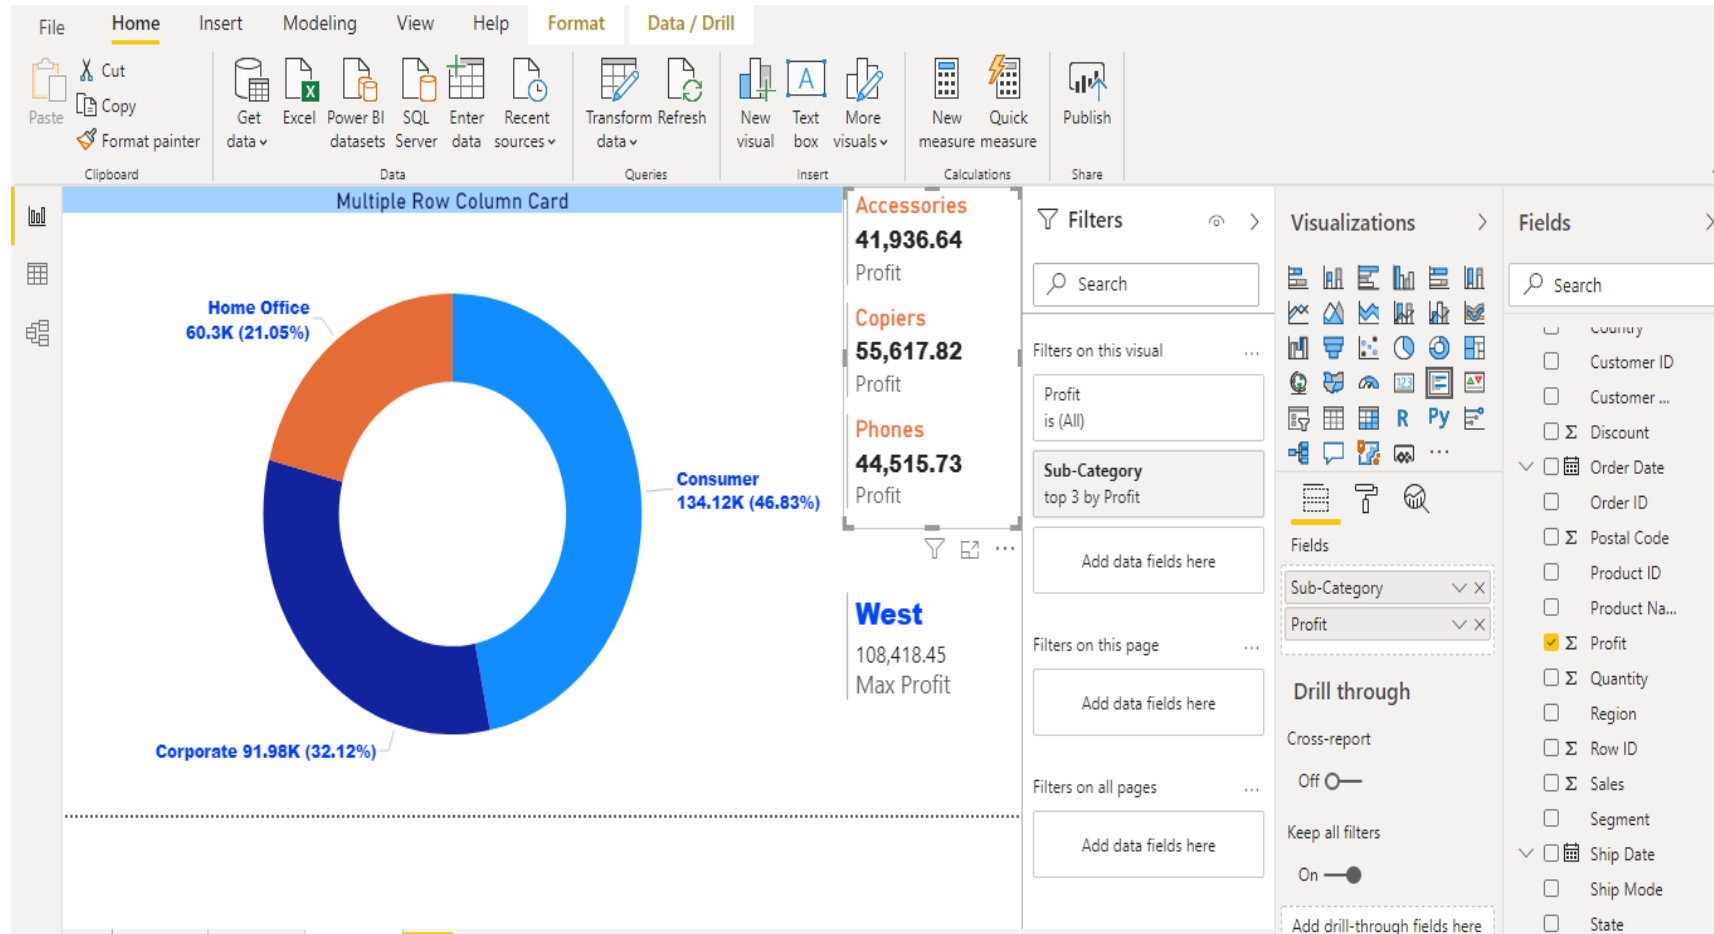 File Home Insert Modeling View Help Format Data / Drill
Paste
Cut
Copy
Format painter
Clipboard
Get data
Excel
Power BI datasets
SQL Server
Enter data
Recent sources
Data
Transform data
Refresh
Queries
New visual
Text box
More visuals
Insert
New measure
Quick measure
Calculations
Publish
Share
Multiple Row Column Card
Home Office
60.3K (21.05%)
Consumer
134.12K (46.83%)
Corporate 91.98K (32.12%)
Accessories
41,936.64
Profit
Copiers
55,617.82
Profit
Phones
44,515.73
Profit
West
108,418.45
Max Profit
Filters
Search
Filters on this visual
Profit
is (All)
Sub-Category
top 3 by Profit
Add data fields here
Filters on this page
Add data fields here
Filters on all pages
Add data fields here
Visualizations
123
R
Py
Fields
Sub-Category
Profit
Drill through
Cross-report
Off
Keep all filters
On
Add drill-through fields here
Fields
Search
Country
Customer ID
Customer ...
Σ Discount
Order Date
Order ID
Σ Postal Code
Product ID
Product Na...
Σ Profit
Σ Quantity
Region
Σ Row ID
Σ Sales
Segment
Ship Date
Ship Mode
State